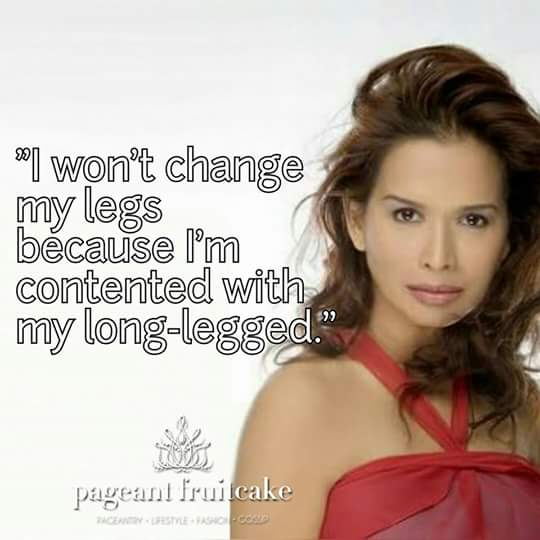 ”I won’t change
my legs
because I’m
contented with
my long-legged.”
pageant fruitcake
PAGEANTRY · LIFESTYLE · FASHION · GOSSIP